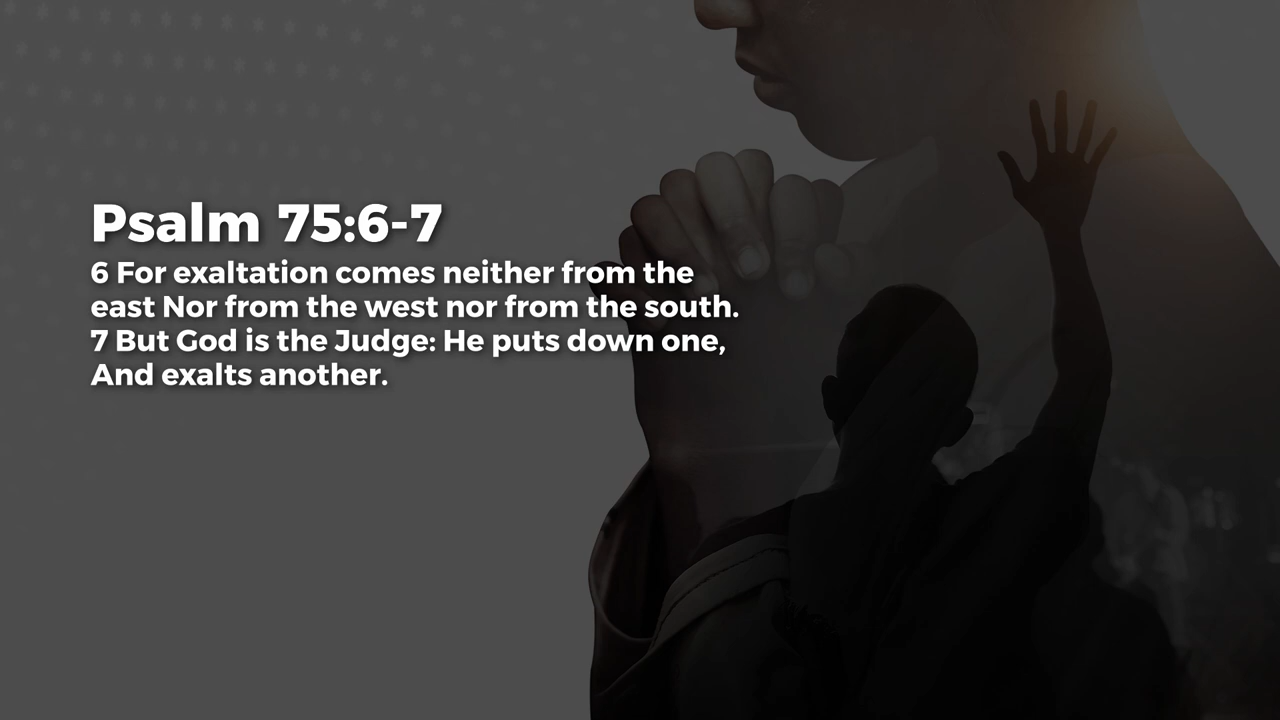 Psalm 75:6-7
6 For exaltation comes neither from the
east Nor from the west nor from the south.
7 But God is the Judge: He puts down one,
And exalts another.